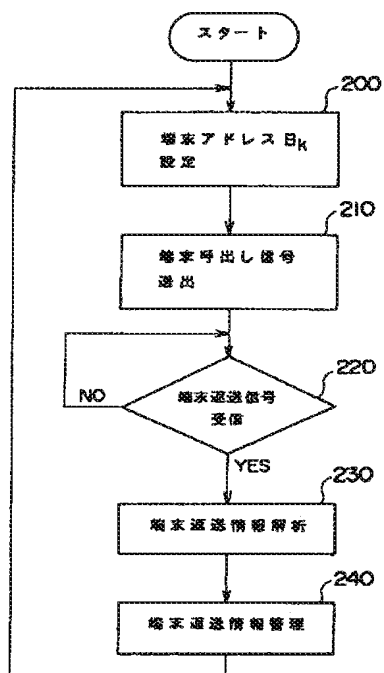 スタート
200
端末アドレスBk
設定
210
端末呼出し信号
送出
220
端末返送信号
受信
NO
YES
230
端末返送情報解析
240
端末返送情報管理